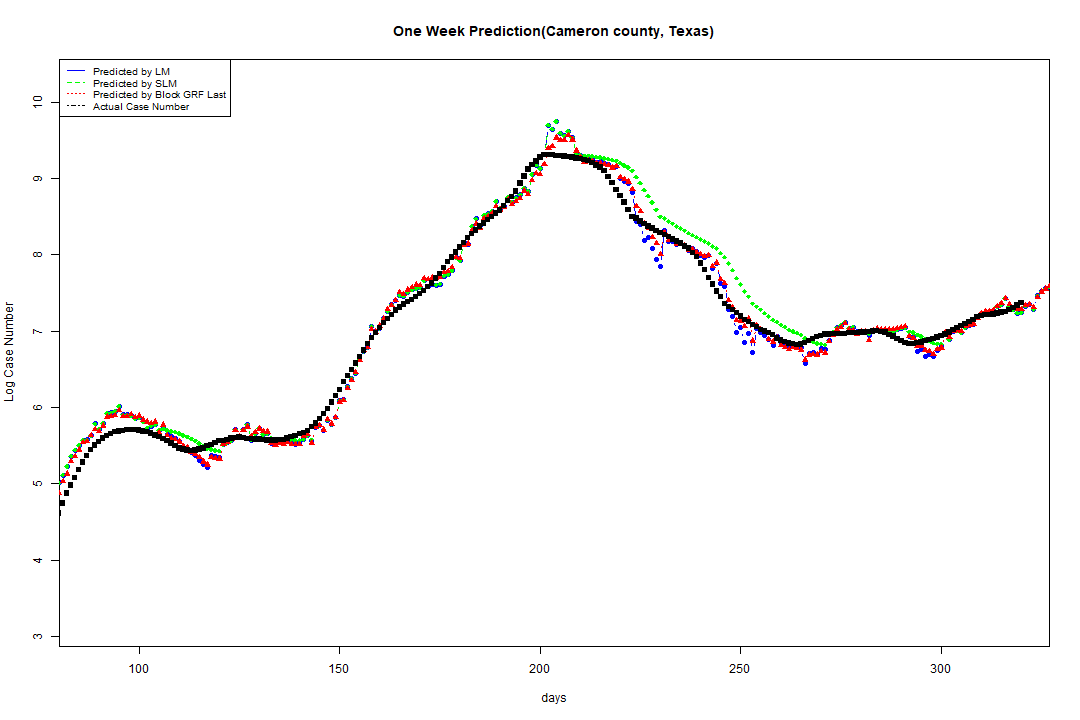 One Week Prediction(Cameron county, Texas)
Predicted by LM
Predicted by SLM
Predicted by Block GRF Last
Actual Case Number
10
9
8
7
6
5
4
3
Log Case Number
100 150 200 250 300
days